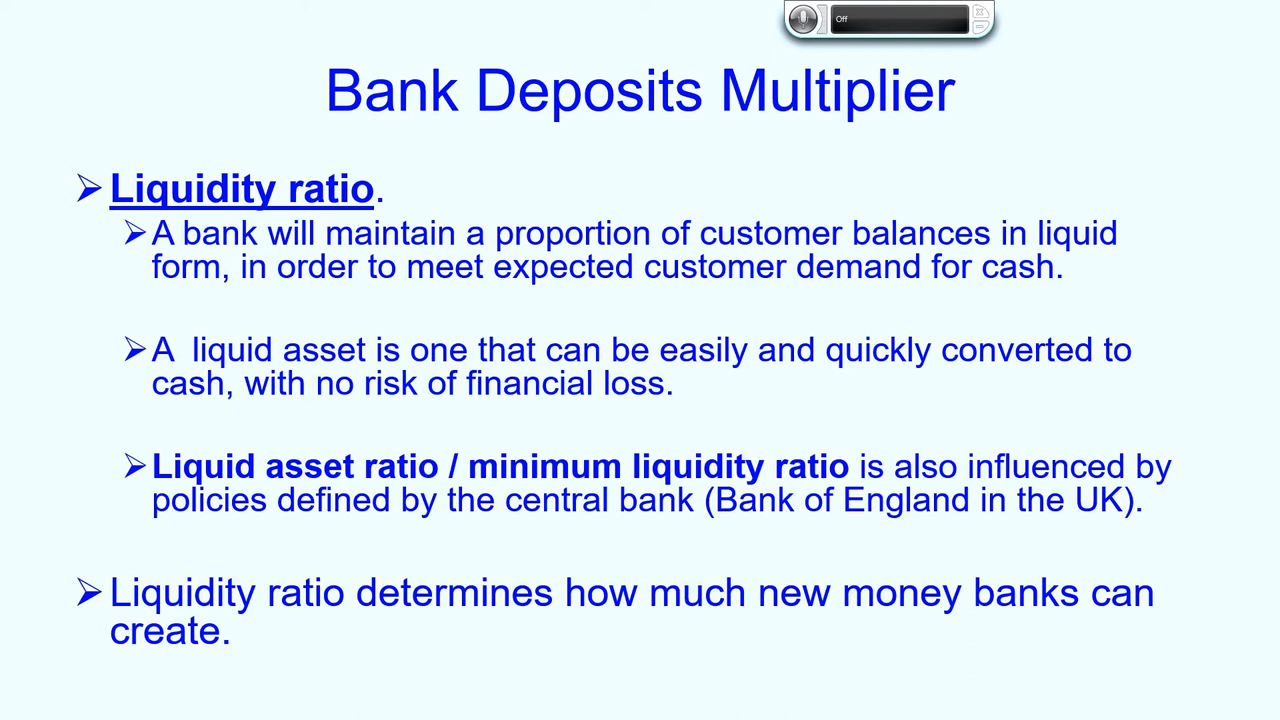 Off
Bank Deposits Multiplier
Liquidity ratio.
A bank will maintain a proportion of customer balances in liquid
form, in order to meet expected customer demand for cash.
A  liquid asset is one that can be easily and quickly converted to
cash, with no risk of financial loss.
Liquid asset ratio / minimum liquidity ratio is also influenced by
policies defined by the central bank (Bank of England in the UK).
Liquidity ratio determines how much new money banks can
create.